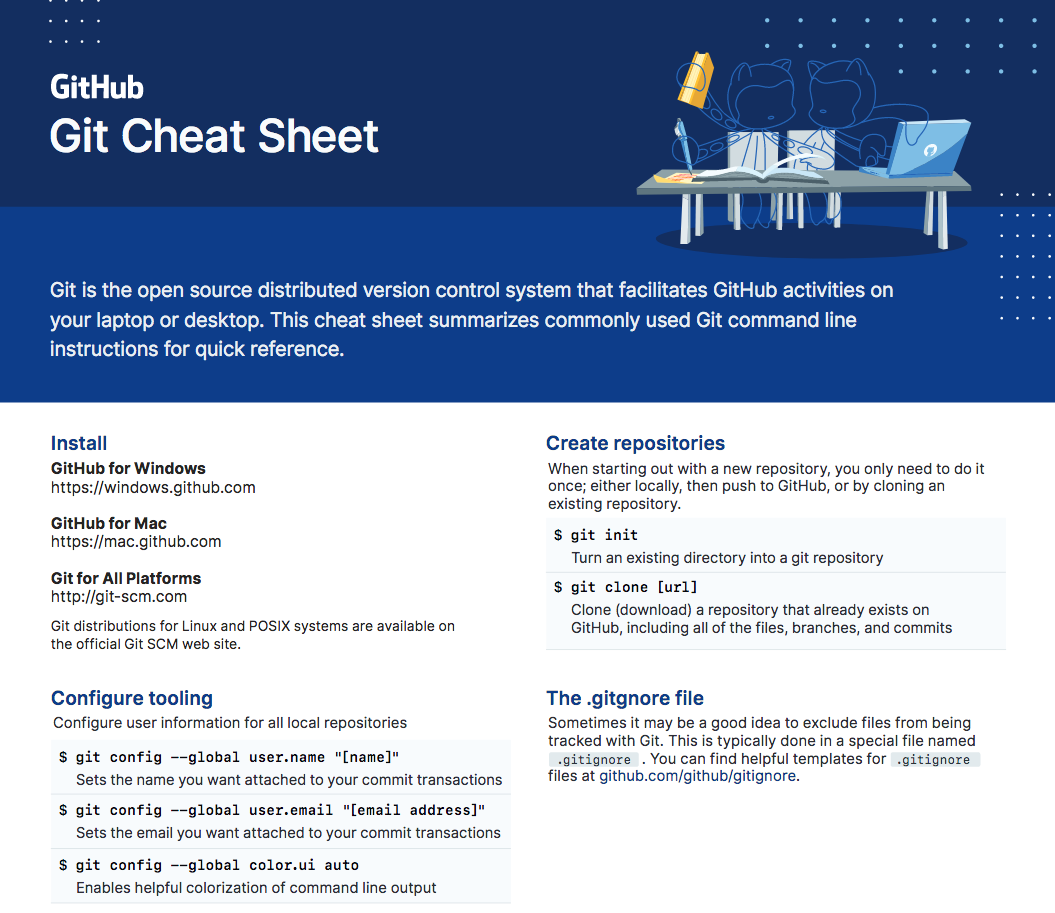 GitHub
Git Cheat Sheet
Git is the open source distributed version control system that facilitates GitHub activities on
your laptop or desktop. This cheat sheet summarizes commonly used Git command line
instructions for quick reference.
Install
GitHub for Windows
https://windows.github.com
GitHub for Mac
https://mac.github.com
Git for All Platforms
http://git-scm.com
Git distributions for Linux and POSIX systems are available on
the official Git SCM web site.
Configure tooling
Configure user information for all local repositories
$ git config --global user.name "[name]"
Sets the name you want attached to your commit transactions
$ git config --global user.email "[email address]"
Sets the email you want attached to your commit transactions
$ git config --global color.ui auto
Enables helpful colorization of command line output
Create repositories
When starting out with a new repository, you only need to do it
once; either locally, then push to GitHub, or by cloning an
existing repository.
$ git init
Turn an existing directory into a git repository
$ git clone [url]
Clone (download) a repository that already exists on
GitHub, including all of the files, branches, and commits
The .gitgnore file
Sometimes it may be a good idea to exclude files from being
tracked with Git. This is typically done in a special file named
.gitignore . You can find helpful templates for .gitignore
files at github.com/github/gitignore.